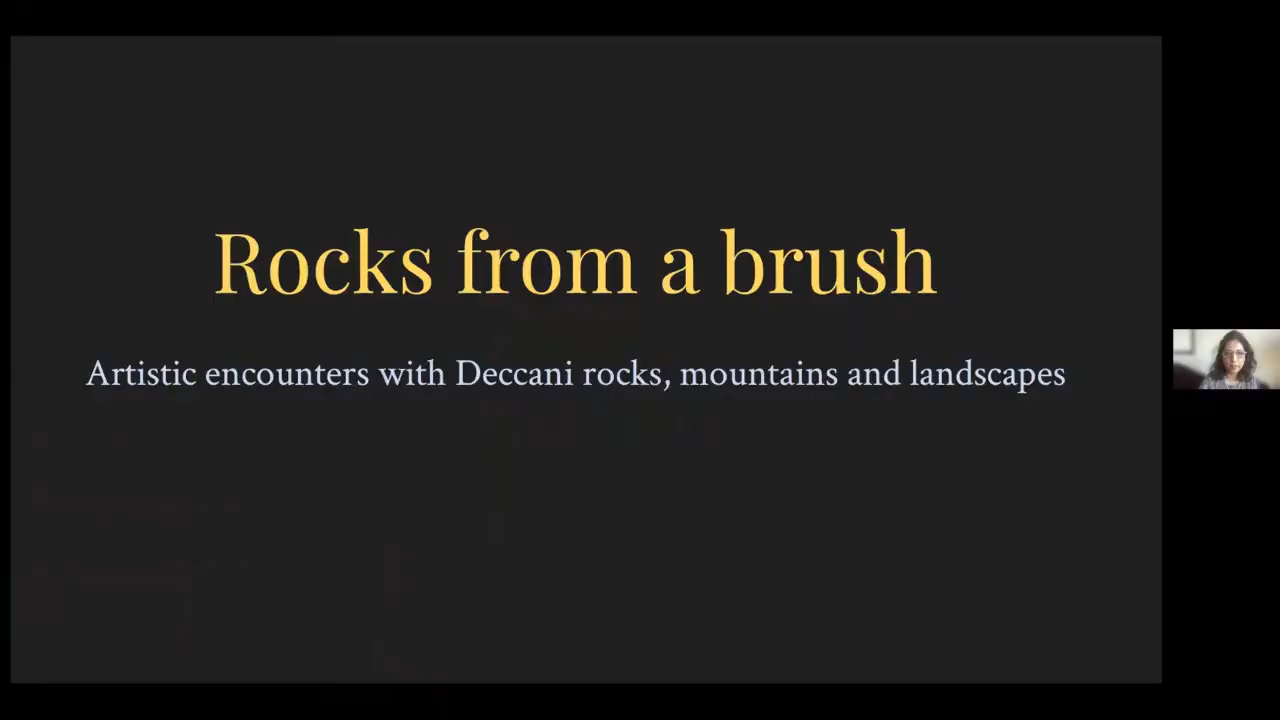 Rocks from a brush
Artistic encounters with Deccani rocks, mountains and landscapes